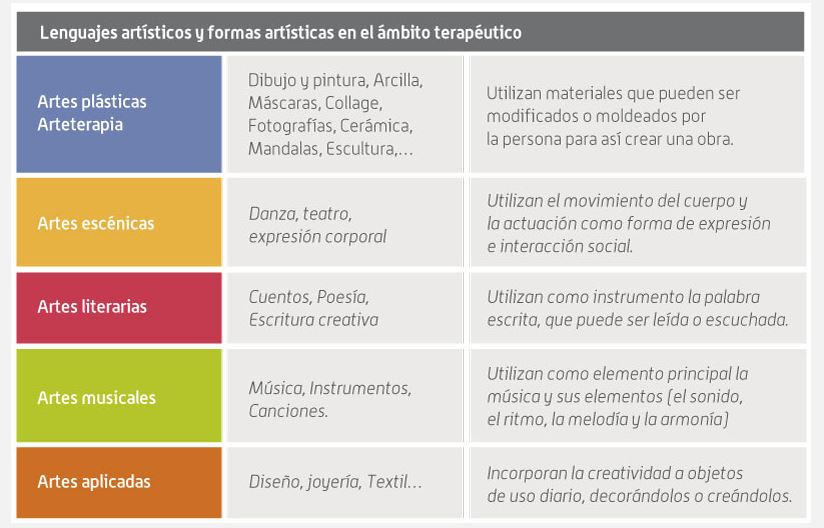 Lenguajes artísticos y formas artísticas en el ámbito terapéutico
Artes plásticas
Arteterapia
Dibujo y pintura, Arcilla,
Máscaras, Collage,
Fotografías, Cerámica,
Mandalas, Escultura,...
Utilizan materiales que pueden ser
modificados o moldeados por
la persona para así crear una obra.
Artes escénicas
Danza, teatro,
expresión corporal
Utilizan el movimiento del cuerpo y
la actuación como forma de expresión
e interacción social.
Artes literarias
Cuentos, Poesía,
Escritura creativa
Utilizan como instrumento la palabra
escrita, que puede ser leída o escuchada.
Artes musicales
Música, Instrumentos,
Canciones.
Utilizan como elemento principal la
música y sus elementos (el sonido,
el ritmo, la melodía y la armonía)
Artes aplicadas
Diseño, joyería, Textil...
Incorporan la creatividad a objetos
de uso diario, decorándolos o creándolos.